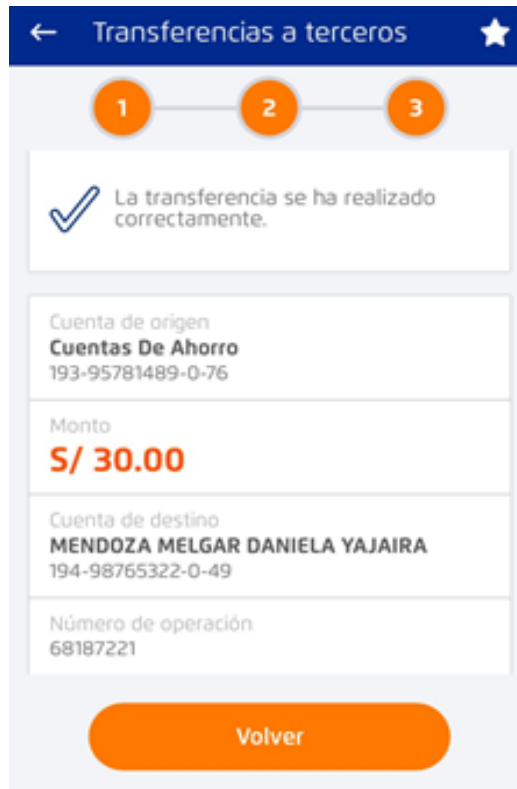 Transferencias a terceros
1 2 3
La transferencia se ha realizado
correctamente.
Cuenta de origen
Cuentas De Ahorro
193-95781489-0-76
Monto
S/ 30.00
Cuenta de destino
MENDOZA MELGAR DANIELA YAJAIRA
194-98765322-0-49
Número de operación
68187221
Volver